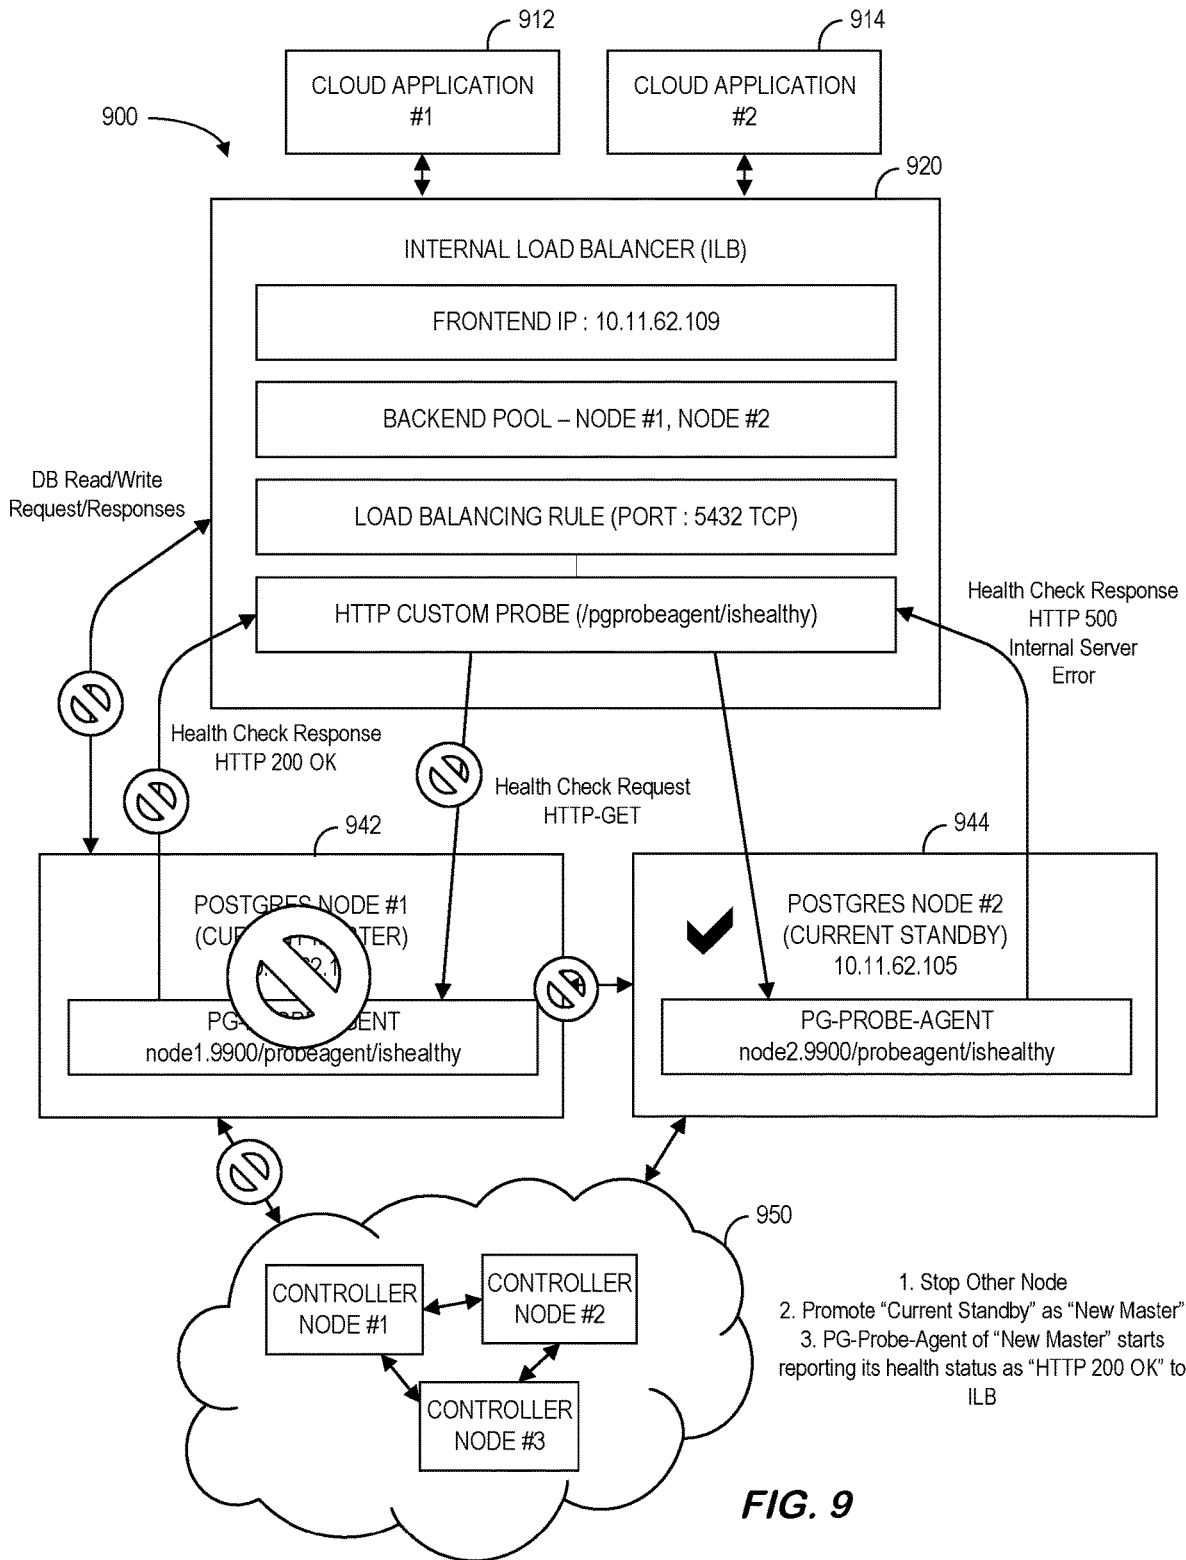 912
914
CLOUD APPLICATION
#1
CLOUD APPLICATION
#2
900
920
INTERNAL LOAD BALANCER (ILB)
FRONTEND IP : 10.11.62.109
BACKEND POOL – NODE #1, NODE #2
DB Read/Write
Request/Responses
LOAD BALANCING RULE (PORT : 5432 TCP)
HTTP CUSTOM PROBE (/pgprobeagent/ishealthy)
Health Check Response
HTTP 500
Internal Server
Error
Health Check Response
HTTP 200 OK
Health Check Request
HTTP-GET
942
944
POSTGRES NODE #1
PG-
node1.9900/probeagent/ishealthy
POSTGRES NODE #2
(CURRENT STANDBY)
10.11.62.105
PG-PROBE-AGENT
node2.9900/probeagent/ishealthy
950
CONTROLLER
NODE #1
CONTROLLER
NODE #2
CONTROLLER
NODE #3
1. Stop Other Node
2. Promote “Current Standby” as “New Master”
3. PG-Probe-Agent of “New Master” starts
reporting its health status as “HTTP 200 OK” to
ILB
FIG. 9